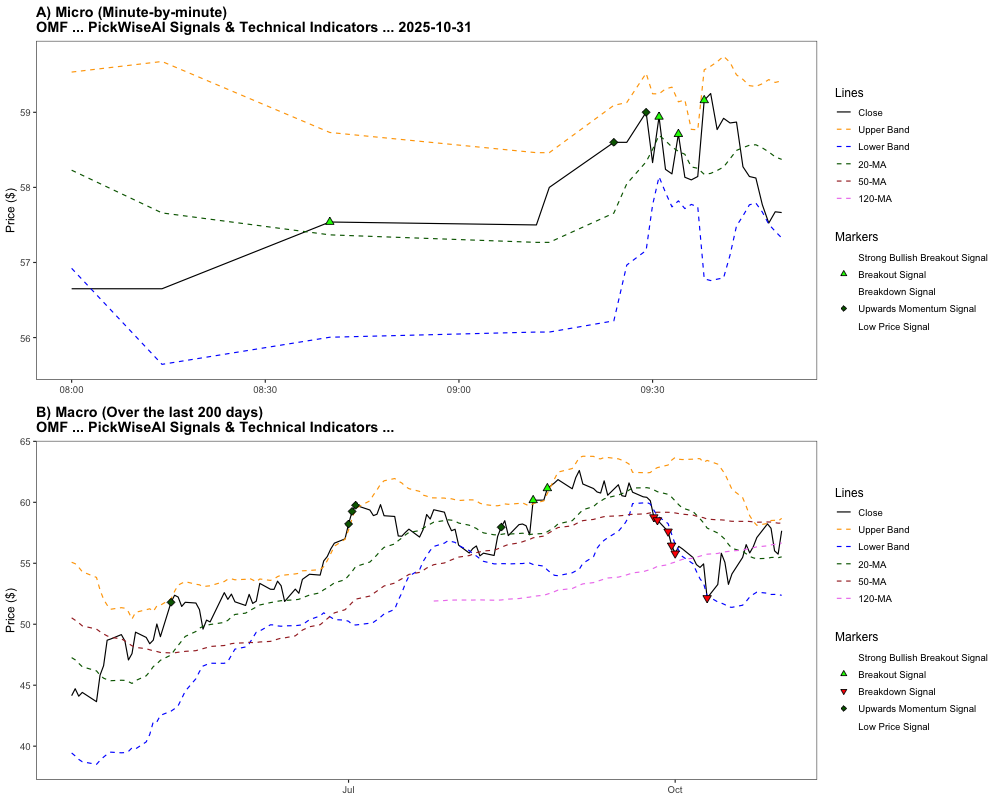 A) Micro (Minute-by-minute)
OMF ... PickWiseAI Signals & Technical Indicators ... 2025-10-31
Price ($)
59
58
57
56
08:00
08:30
09:00
09:30
Lines
Close
Upper Band
Lower Band
20-MA
50-MA
120-MA
Markers
Strong Bullish Breakout Signal
Breakout Signal
Breakdown Signal
Upwards Momentum Signal
Low Price Signal
B) Macro (Over the last 200 days)
OMF ... PickWiseAI Signals & Technical Indicators ...
Price ($)
65
60
55
50
45
40
Jul
Oct
Lines
Close
Upper Band
Lower Band
20-MA
50-MA
120-MA
Markers
Strong Bullish Breakout Signal
Breakout Signal
Breakdown Signal
Upwards Momentum Signal
Low Price Signal